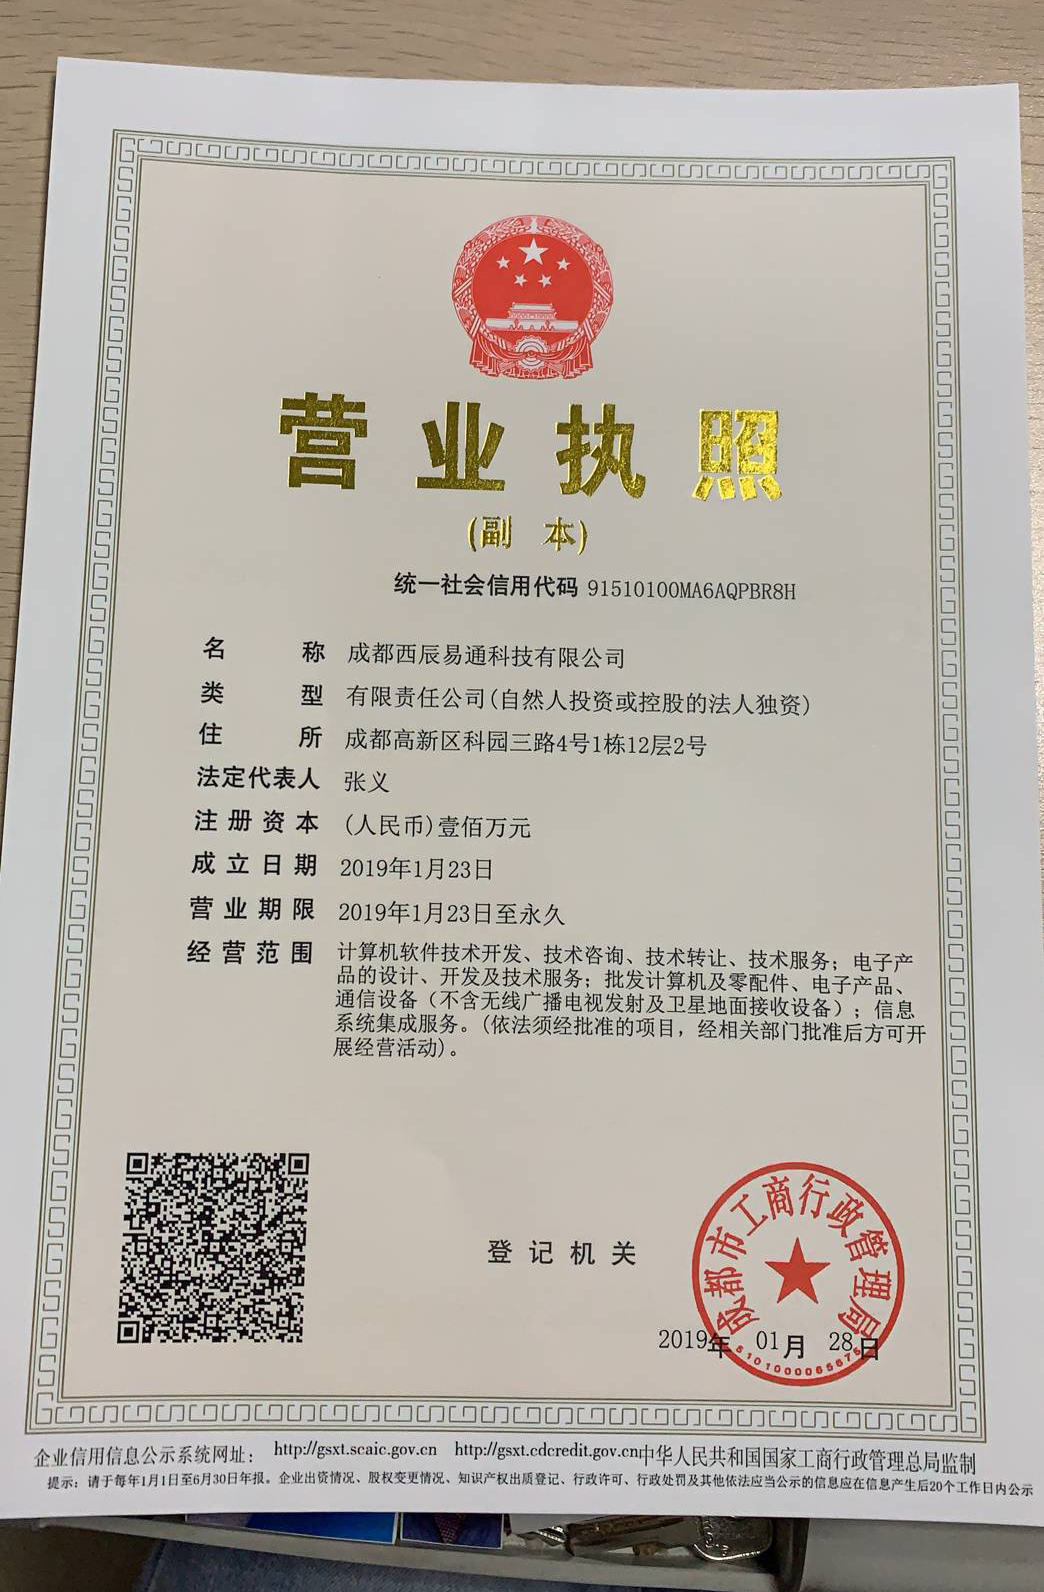 营业执照
(副 本)
统一社会信用代码 91510100MA6AQPBR8H
名 称 成都西辰易通科技有限公司
类 型 有限责任公司(自然人投资或控股的法人独资)
住 所 成都高新区科园三路4号1栋12层2号
法定代表人 张义
注册资本 (人民币)壹佰万元
成立日期 2019年1月23日
营业期限 2019年1月23日至永久
经营范围 计算机软件技术开发、技术咨询、技术转让、技术服务；电子产
品的设计、开发及技术服务；批发计算机及零配件、电子产品、
通信设备（不含无线广播电视发射及卫星地面接收设备）；信息
系统集成服务。(依法须经批准的项目，经相关部门批准后方可开
展经营活动)。
登记机关
成都市工商行政管理局
2019年 01月 28日
5101000065675
企业信用信息公示系统网址： http://gsxt.scaic.gov.cn http://gsxt.cdcredit.gov.cn中华人民共和国国家工商行政管理总局监制
提示：请于每年1月1日至6月30日年报。企业出资情况、股权变更情况、知识产权出质登记、行政许可、行政处罚及其他依法应当公示的信息应在信息产生后20个工作日内公示